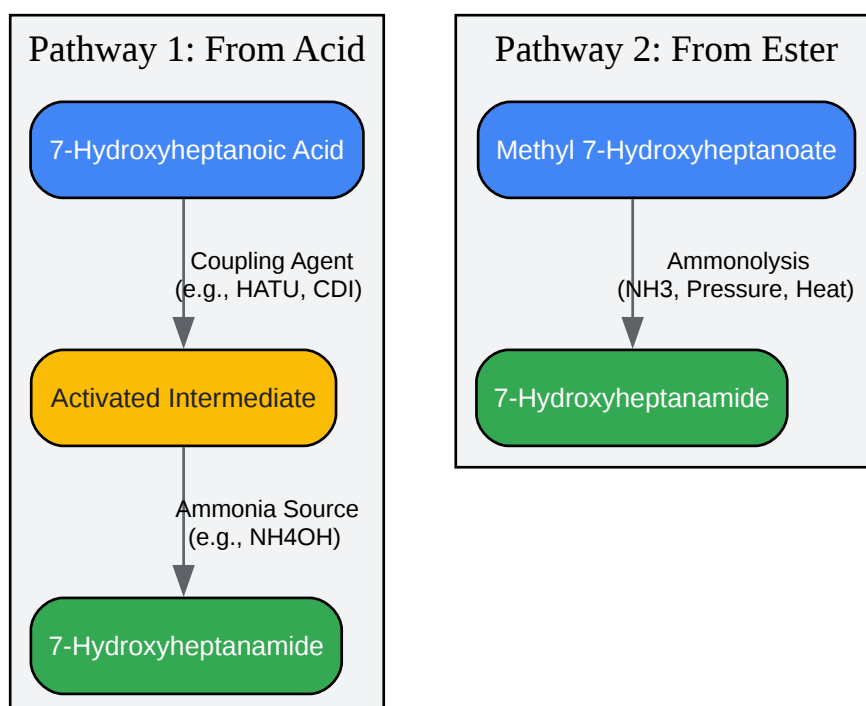 Pathway 1: From Acid
7-Hydroxyheptanoic Acid
Coupling Agent
(e.g., HATU, CDI)
Activated Intermediate
Ammonia Source
(e.g., NH4OH)
7-Hydroxyheptanamide
Pathway 2: From Ester
Methyl 7-Hydroxyheptanoate
Ammonolysis
(NH3, Pressure, Heat)
7-Hydroxyheptanamide